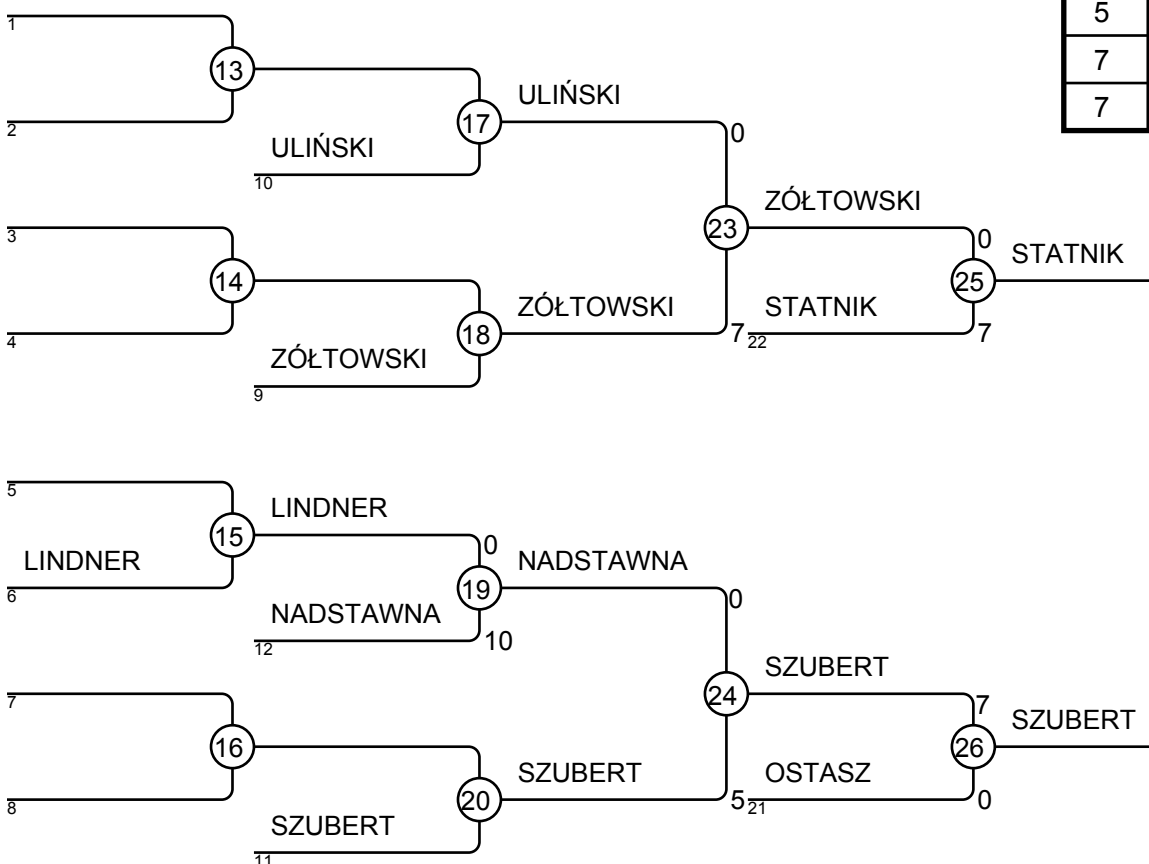 1
5
13
7
ULIŃSKI
2
17
7
0
ULIŃSKI
10
ZÓŁTOWSKI
3
23
0
STATNIK
14
25
ZÓŁTOWSKI
STATNIK
4
18
7
22
7
ZÓŁTOWSKI
9
5
LINDNER
15
0
LINDNER
NADSTAWNA
6
19
0
NADSTAWNA
12
10
SZUBERT
7
24
7
SZUBERT
16
26
SZUBERT
OSTASZ
8
20
5
21
0
SZUBERT
11